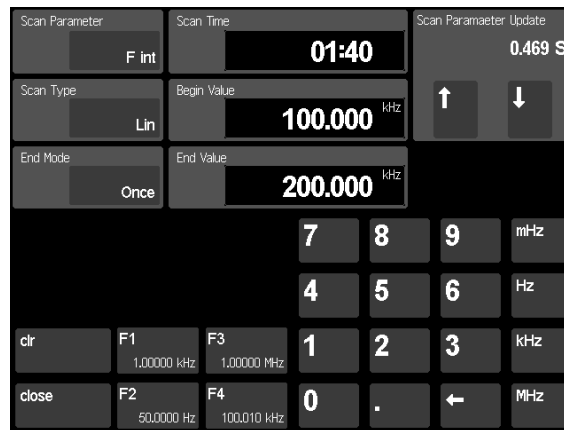 Scan Parameter
F int
Scan Time
01:40
Scan Paramaeter Update
0.469 S
Scan Type
Lin
Begin Value
100.000 kHz
End Mode
Once
End Value
200.000 kHz
7 8 9 mHz
4 5 6 Hz
clr
F1
1.00000 kHz
F3
1.00000 MHz
1 2 3 kHz
close
F2
50.0000 Hz
F4
100.010 kHz
0 . MHz